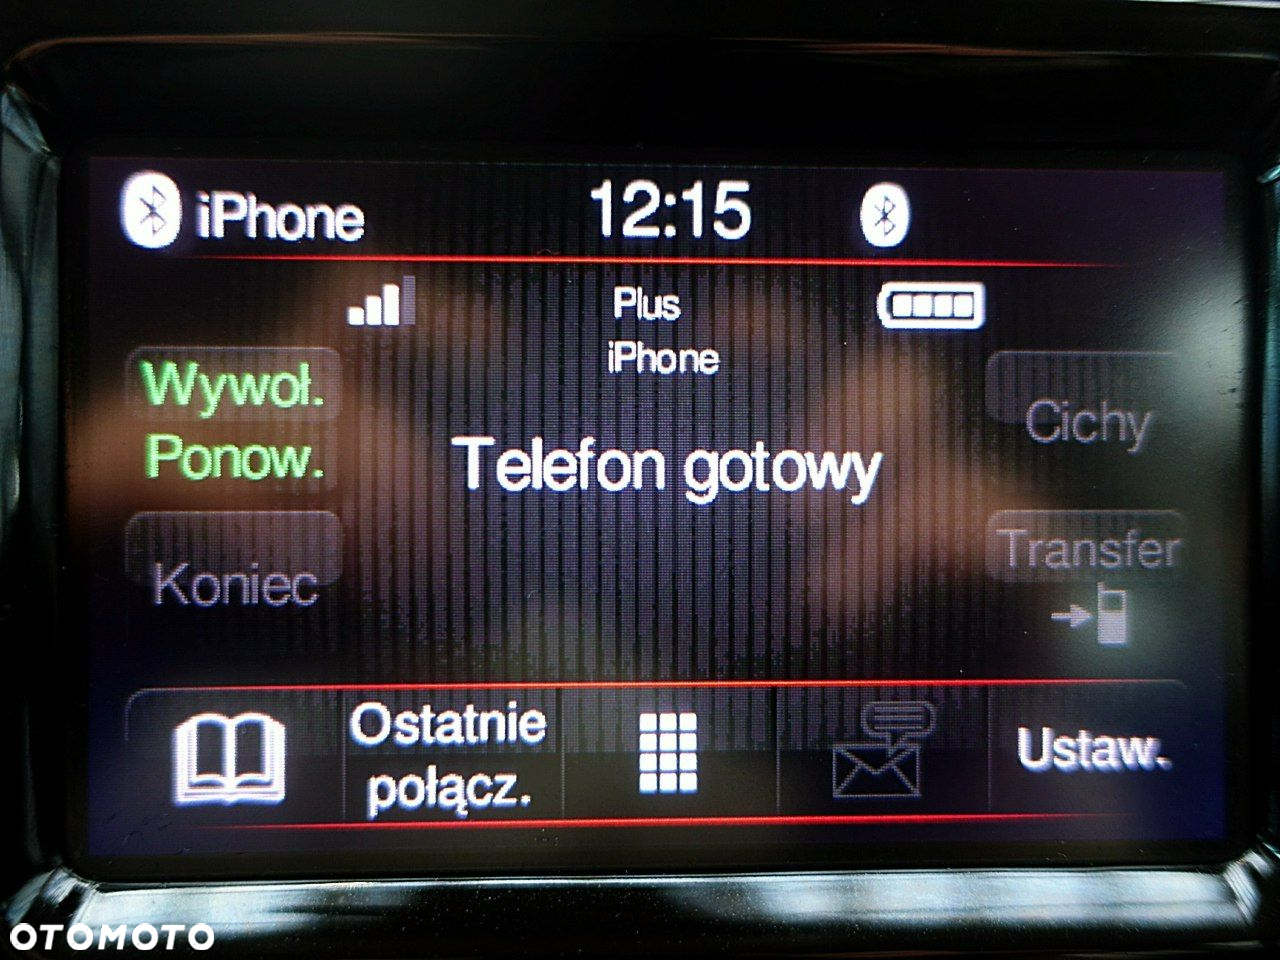 iPhone 12:15
Plus
iPhone
Wywoł.
Ponow.
Cichy
Telefon gotowy
Koniec
Transfer
Ostatnie
połącz.
Ustaw.
OTOMOTO